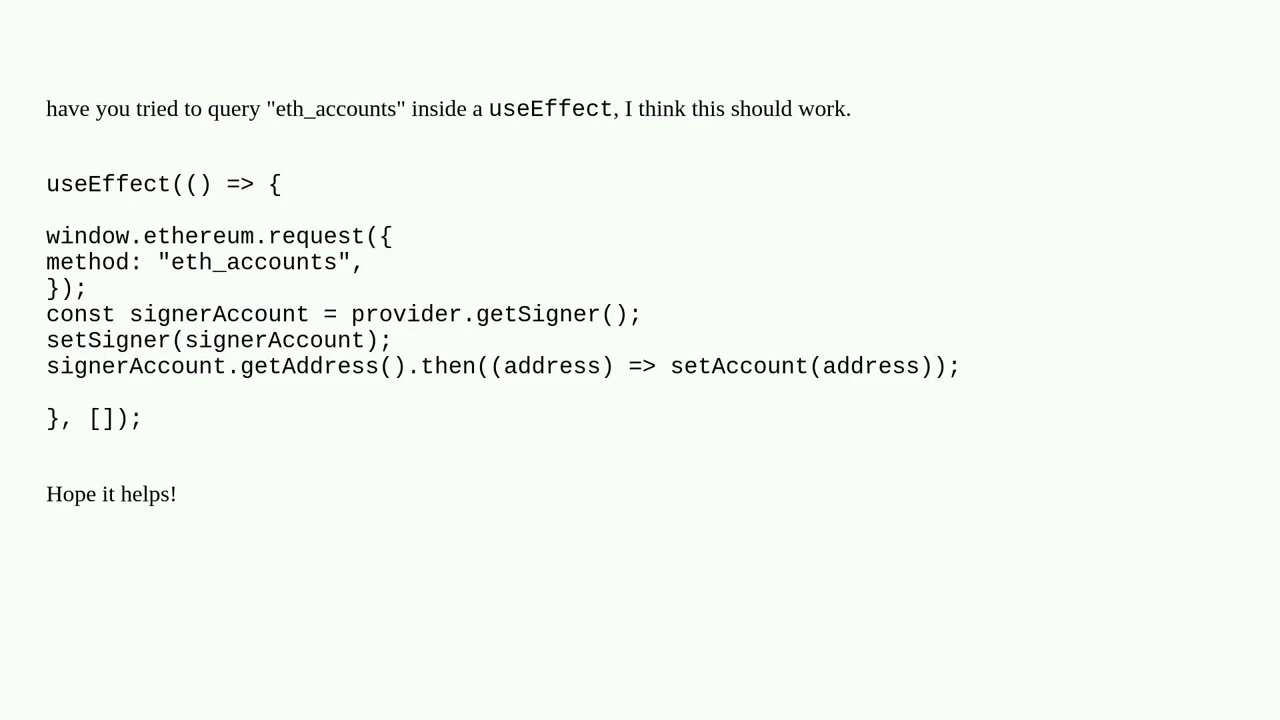 have you tried to query "eth_accounts" inside a useEffect, I think this should work.
useEffect(() => {
window.ethereum.request({
method: "eth_accounts",
});
const signerAccount = provider.getSigner();
setSigner(signerAccount);
signerAccount.getAddress().then((address) => setAccount(address));
}, []);
Hope it helps!